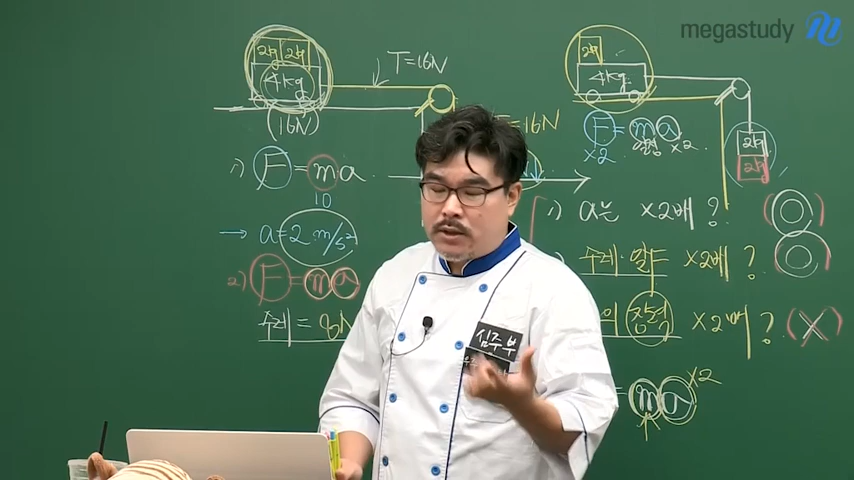 megastudy
2kg 2kg
4kg
(16N)
T=16N
=16N
1) F=ma
10
→ a=2m/s²
2) F=ma
수레=8N
2kg
4kg
F=ma
×2 일정 ×2
2kg
2kg
1) a는 ×2배?
수레·알짜F ×2배?
의 장력 ×2배? (X)
=ma ×2
심주부